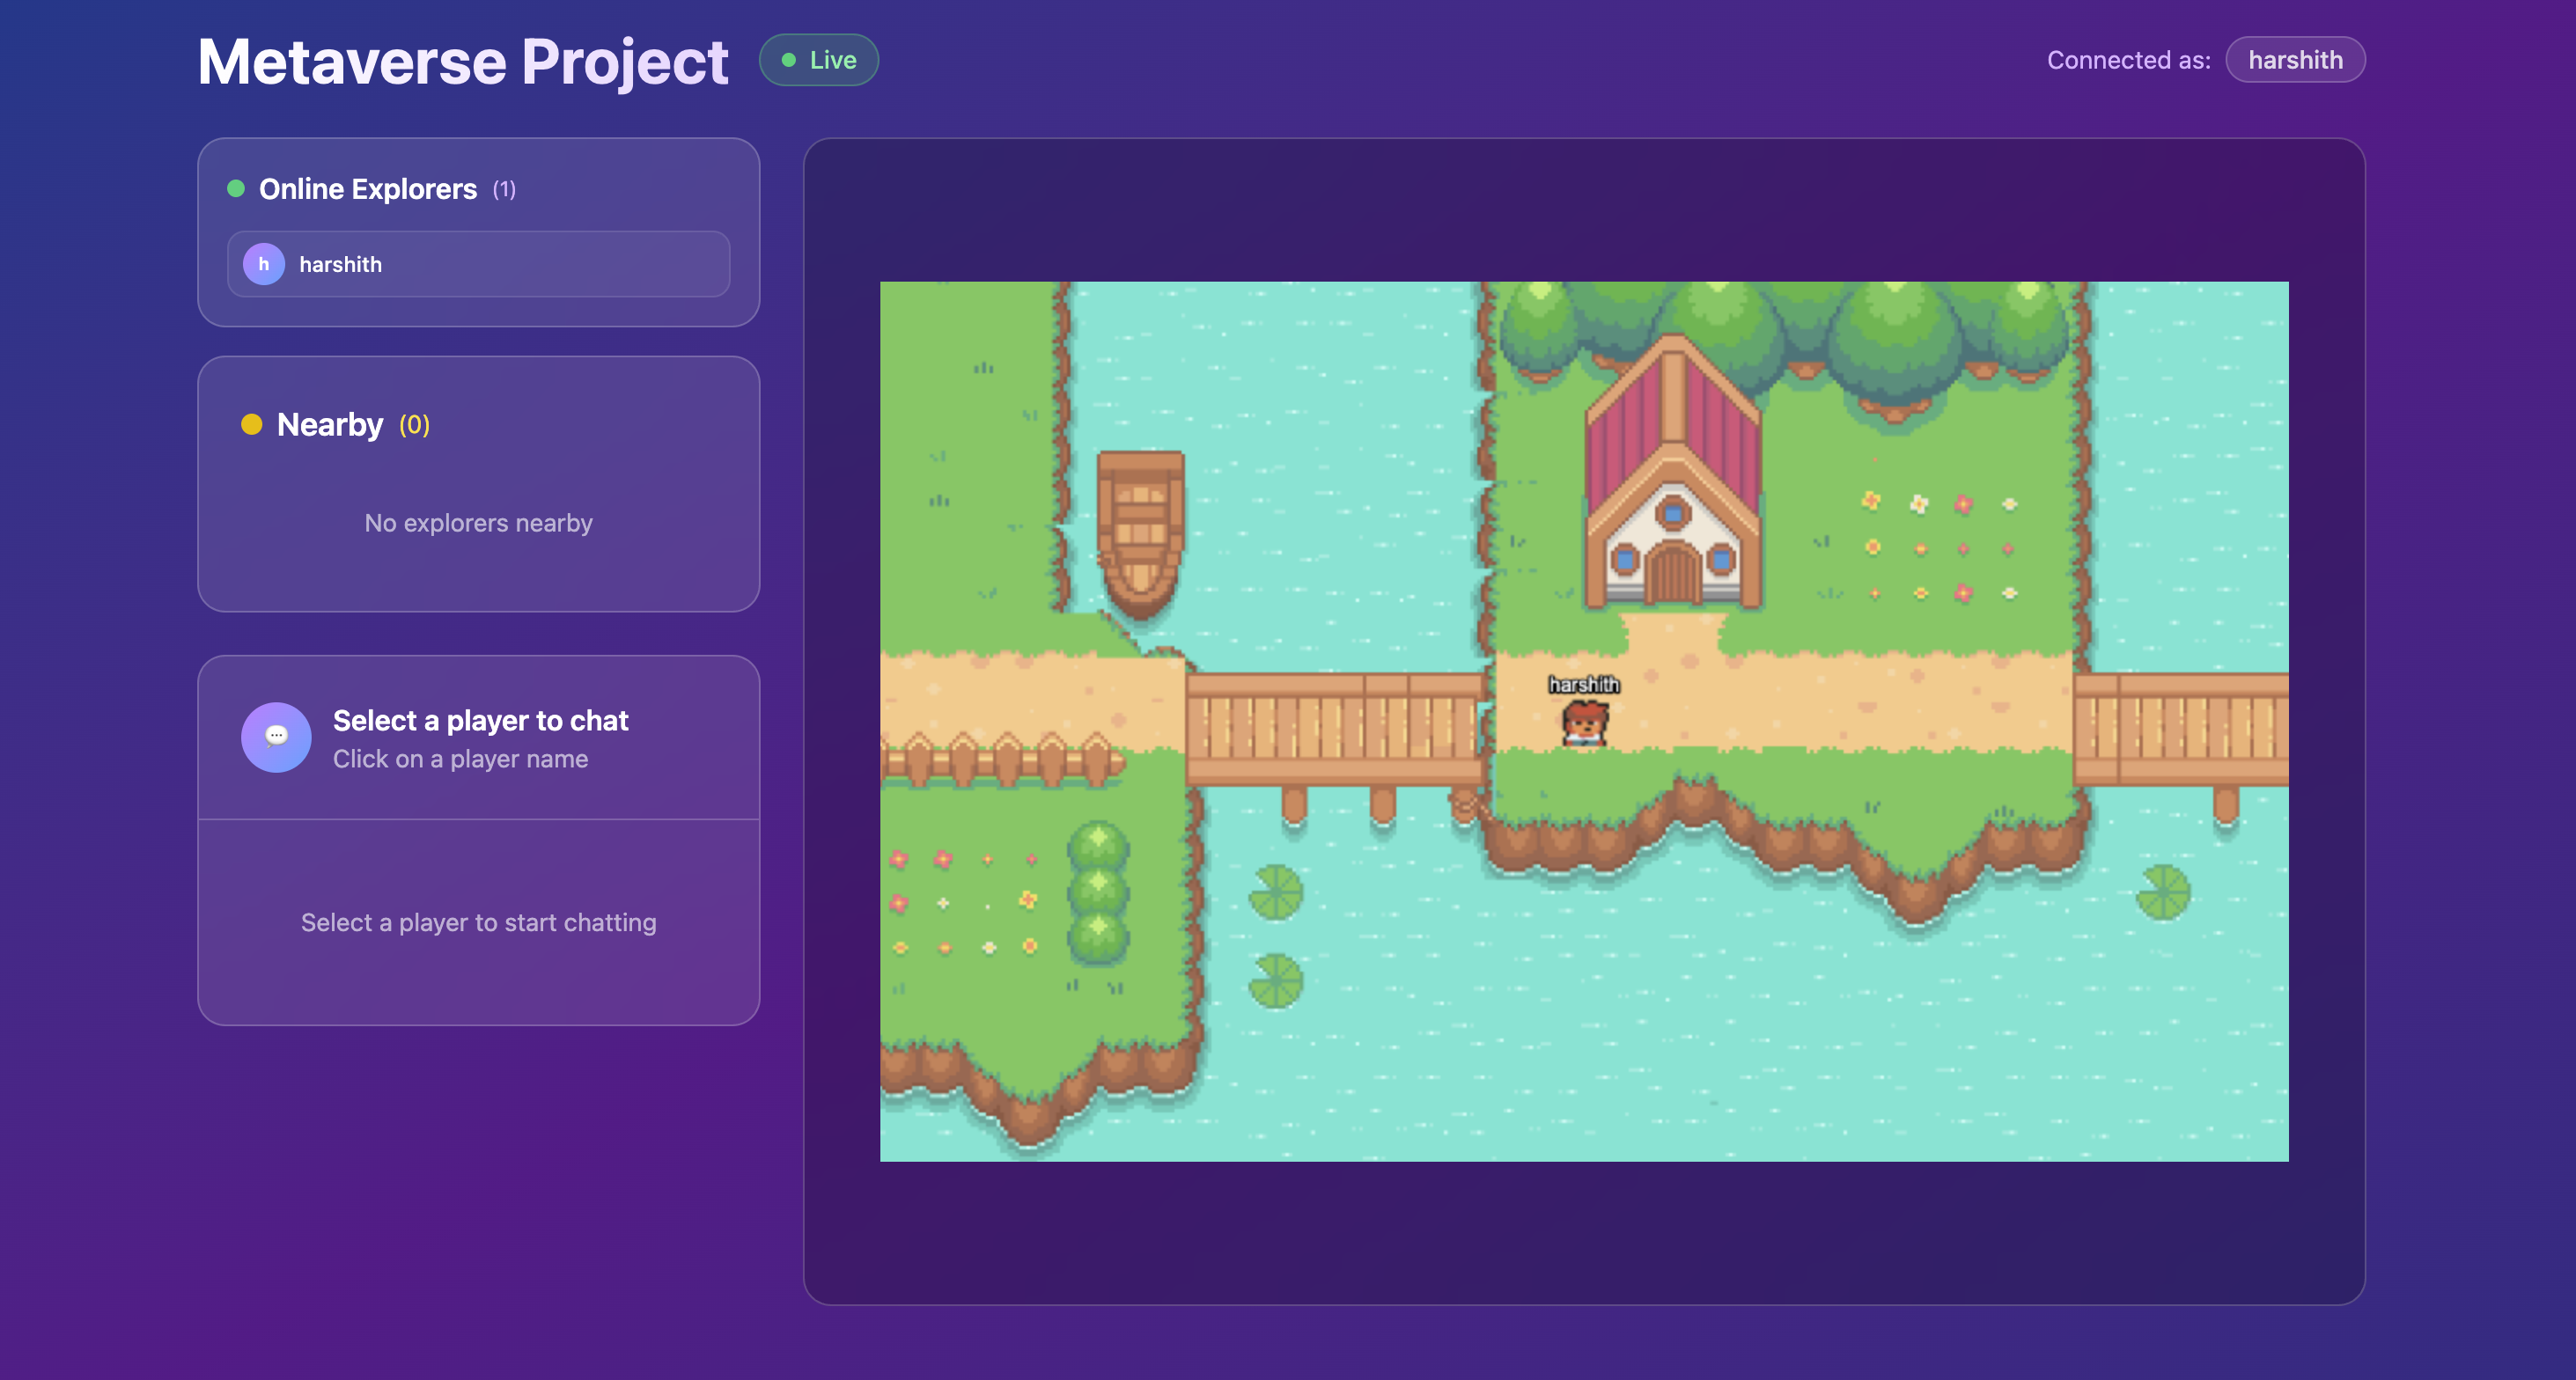 Metaverse Project
Live
Connected as: harshith
Online Explorers (1)
h harshith
Nearby (0)
No explorers nearby
Select a player to chat
Click on a player name
Select a player to start chatting
harshith